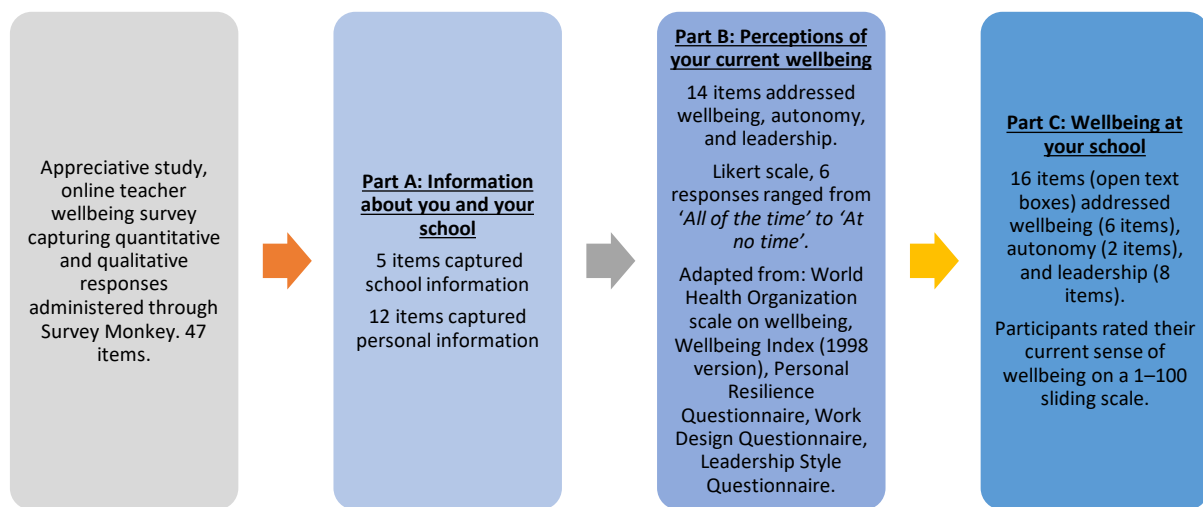 Appreciative study,
online teacher
wellbeing survey
capturing quantitative
and qualitative
responses
administered through
Survey Monkey. 47
items.
Part A: Information
about you and your
school
5 items captured
school information
12 items captured
personal information
Part B: Perceptions of
your current wellbeing
14 items addressed
wellbeing, autonomy,
and leadership.
Likert scale, 6
responses ranged from
‘All of the time’ to ‘At
no time’.
Adapted from: World
Health Organization
scale on wellbeing,
Wellbeing Index (1998
version), Personal
Resilience
Questionnaire, Work
Design Questionnaire,
Leadership Style
Questionnaire.
Part C: Wellbeing at
your school
16 items (open text
boxes) addressed
wellbeing (6 items),
autonomy (2 items),
and leadership (8
items).
Participants rated their
current sense of
wellbeing on a 1–100
sliding scale.